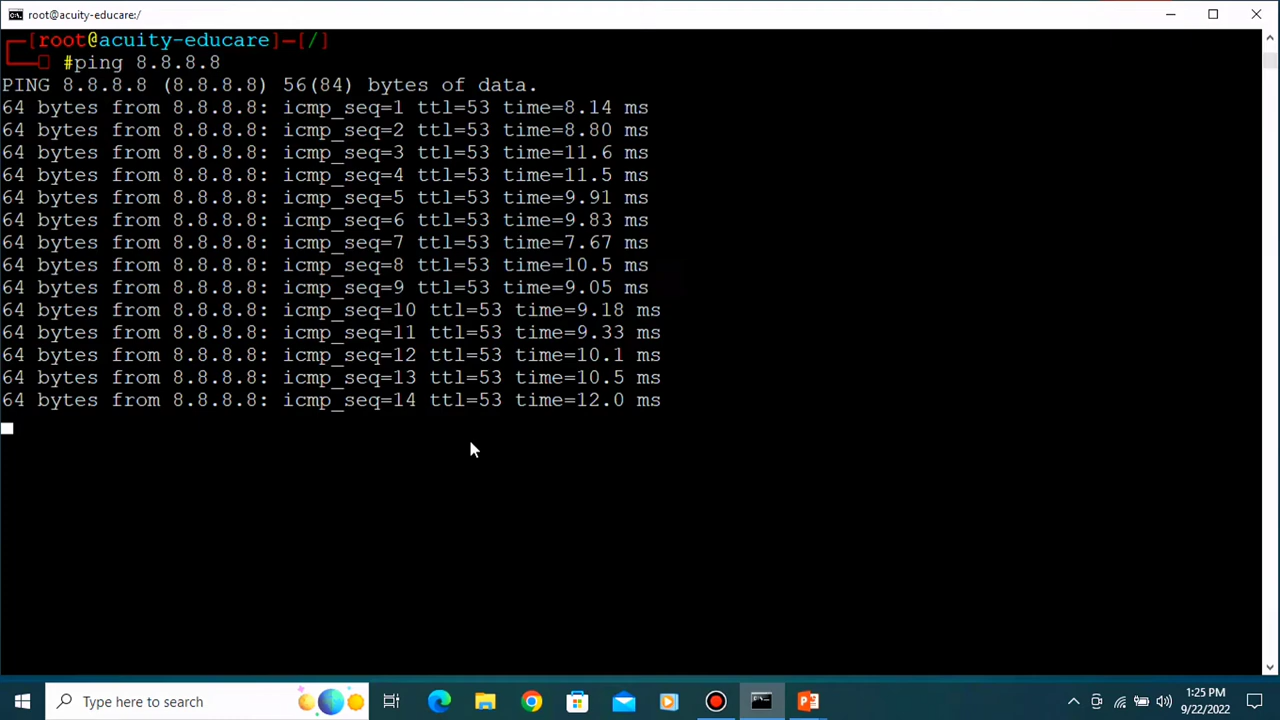 root@acuity-educare:/
[root@acuity-educare]─[/]
#ping 8.8.8.8
PING 8.8.8.8 (8.8.8.8) 56(84) bytes of data.
64 bytes from 8.8.8.8: icmp_seq=1 ttl=53 time=8.14 ms
64 bytes from 8.8.8.8: icmp_seq=2 ttl=53 time=8.80 ms
64 bytes from 8.8.8.8: icmp_seq=3 ttl=53 time=11.6 ms
64 bytes from 8.8.8.8: icmp_seq=4 ttl=53 time=11.5 ms
64 bytes from 8.8.8.8: icmp_seq=5 ttl=53 time=9.91 ms
64 bytes from 8.8.8.8: icmp_seq=6 ttl=53 time=9.83 ms
64 bytes from 8.8.8.8: icmp_seq=7 ttl=53 time=7.67 ms
64 bytes from 8.8.8.8: icmp_seq=8 ttl=53 time=10.5 ms
64 bytes from 8.8.8.8: icmp_seq=9 ttl=53 time=9.05 ms
64 bytes from 8.8.8.8: icmp_seq=10 ttl=53 time=9.18 ms
64 bytes from 8.8.8.8: icmp_seq=11 ttl=53 time=9.33 ms
64 bytes from 8.8.8.8: icmp_seq=12 ttl=53 time=10.1 ms
64 bytes from 8.8.8.8: icmp_seq=13 ttl=53 time=10.5 ms
64 bytes from 8.8.8.8: icmp_seq=14 ttl=53 time=12.0 ms
Type here to search
1:25 PM
9/22/2022